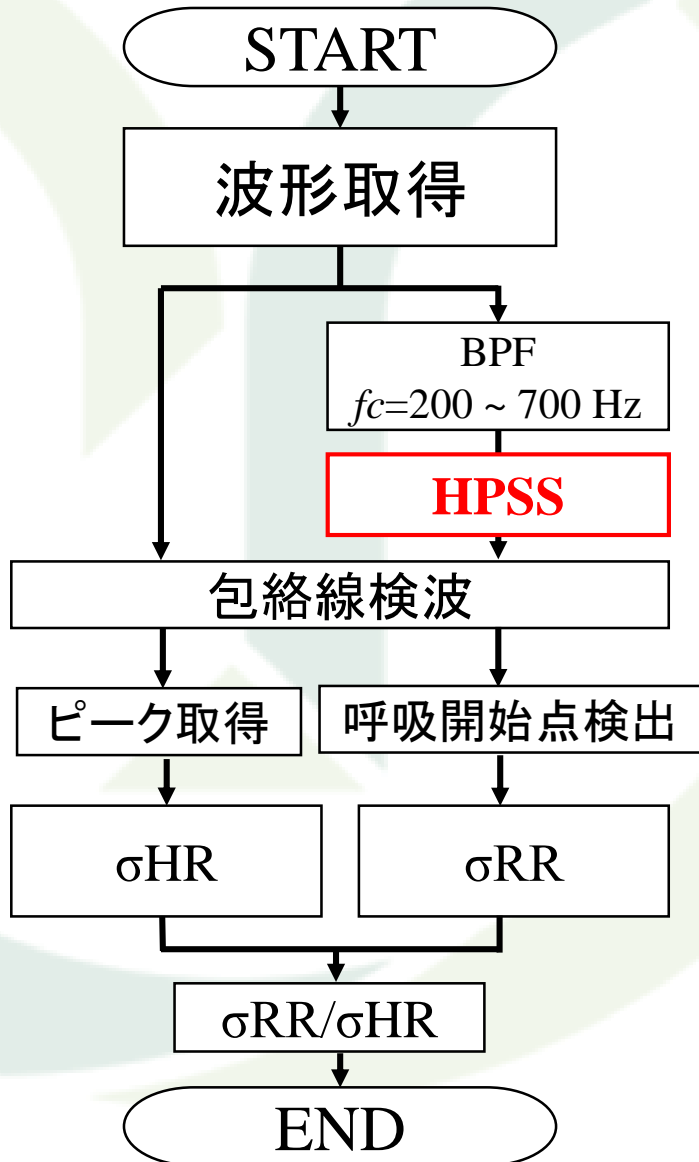 START
波形取得
BPF
fc=200 ~ 700 Hz
HPSS
包絡線検波
ピーク取得
呼吸開始点検出
σHR
σRR
σRR/σHR
END